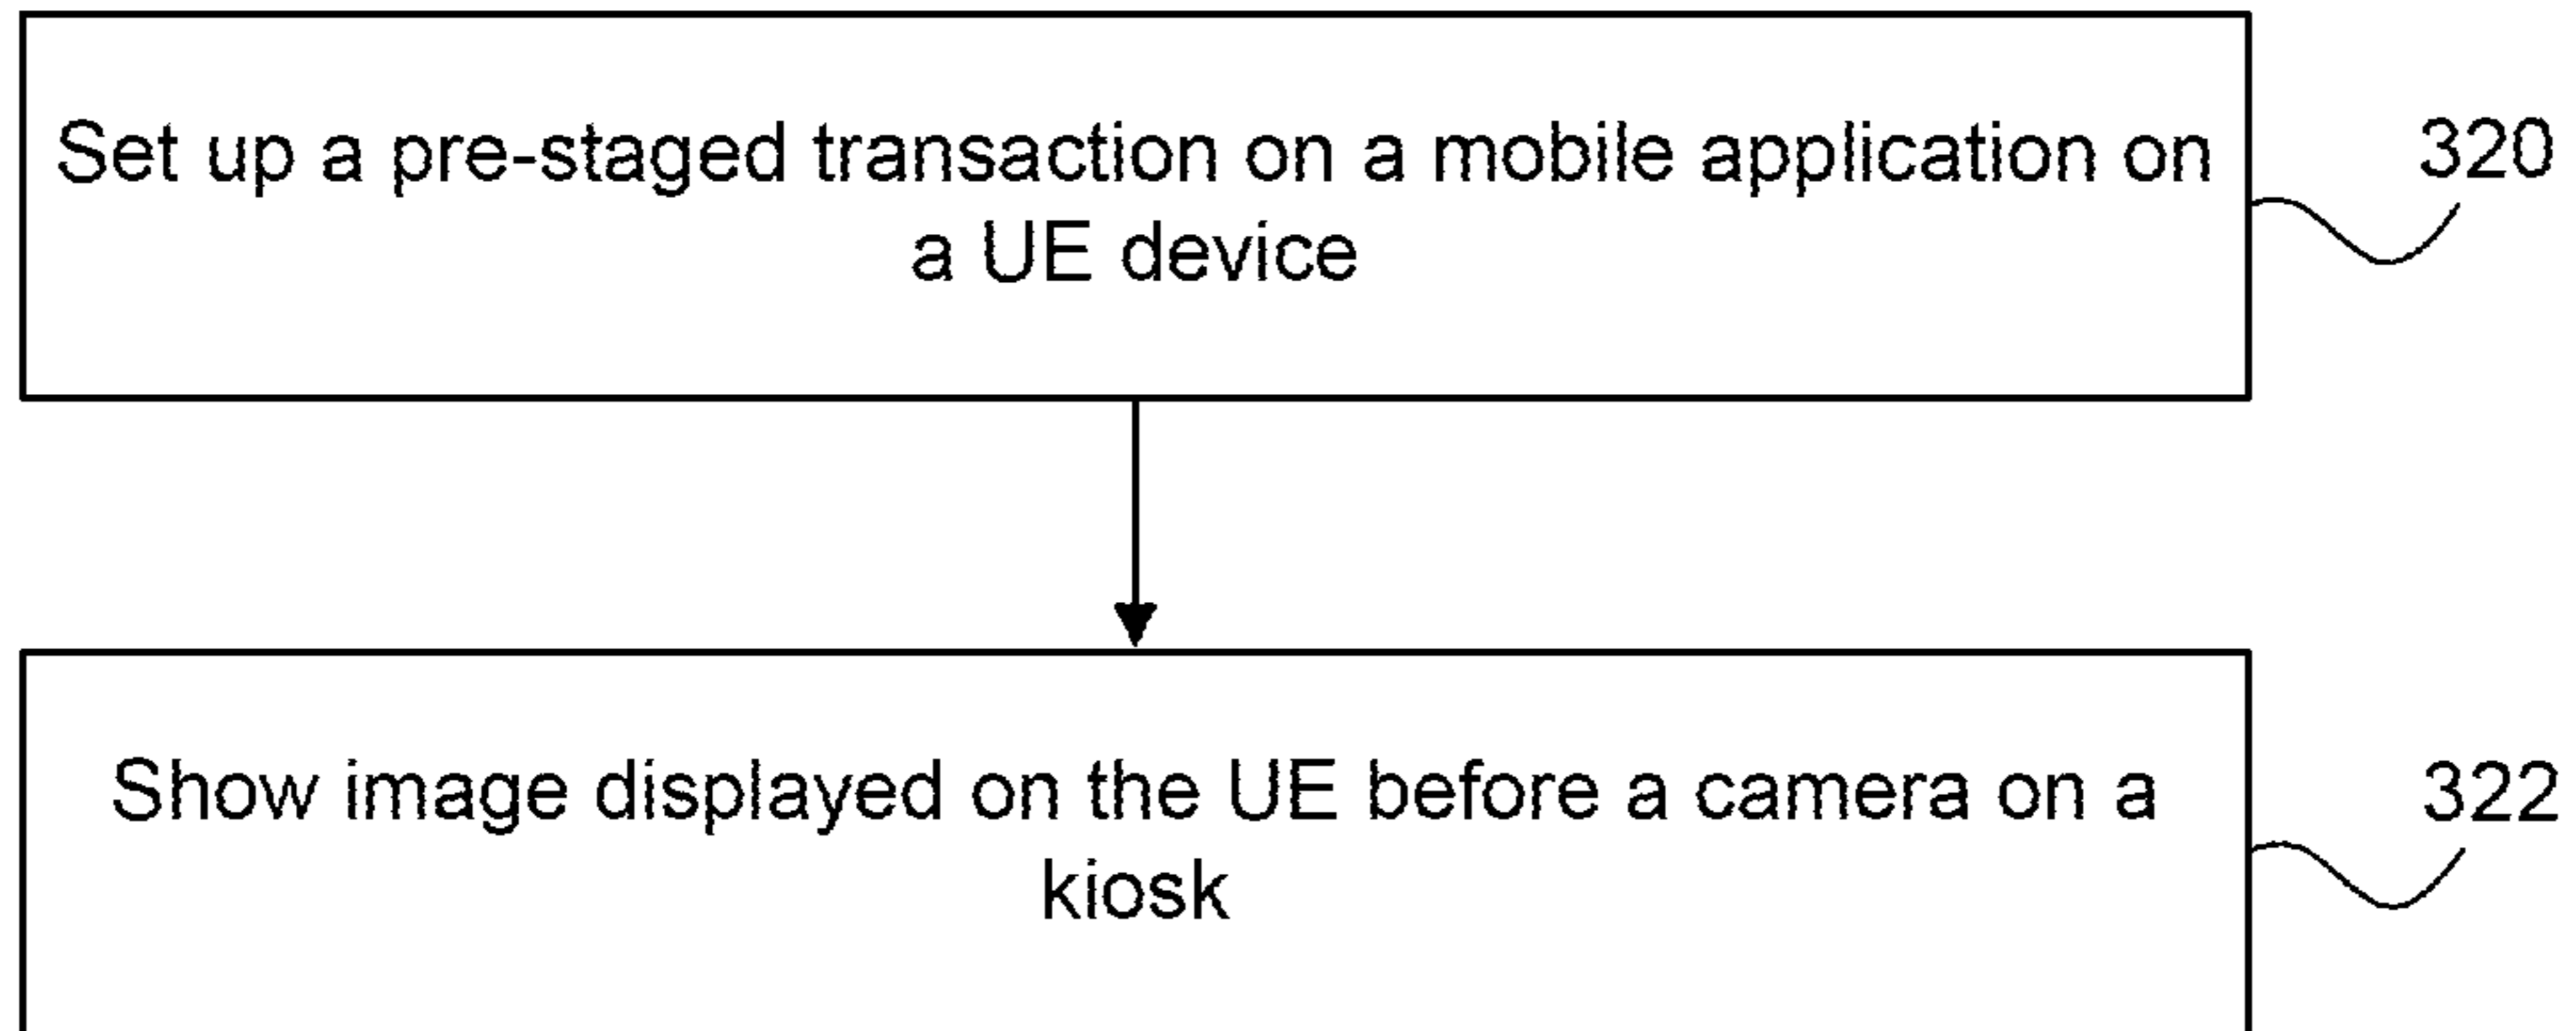 Set up a pre-staged transaction on a mobile application on
a UE device
320
Show image displayed on the UE before a camera on a
kiosk
322